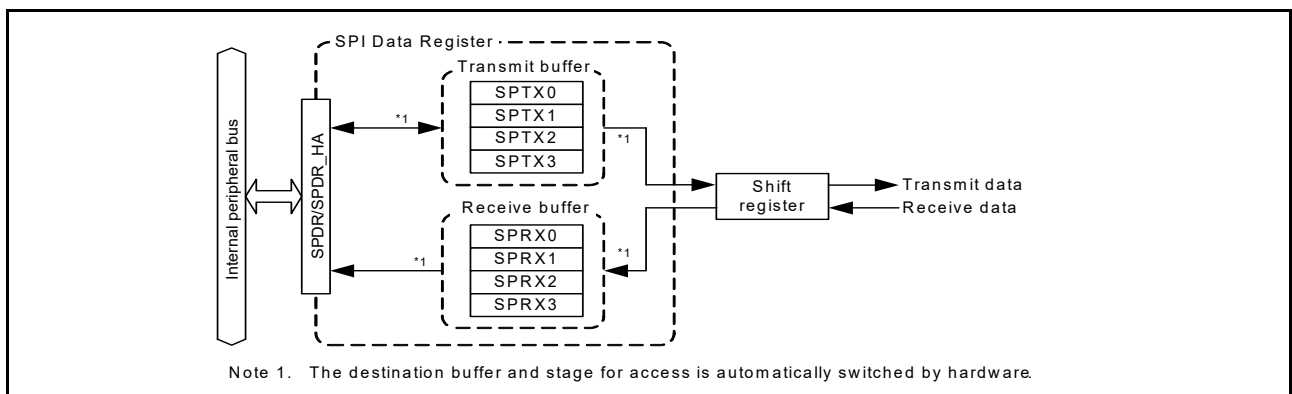 SPI Data Register
Transmit buffer
SPTX0
SPTX1
SPTX2
SPTX3
*1
*1
Internal peripheral bus
SPDR/SPDR_HA
Shift
register
Transmit data
Receive data
Receive buffer
SPRX0
SPRX1
SPRX2
SPRX3
*1
*1
Note 1. The destination buffer and stage for access is automatically switched by hardware.